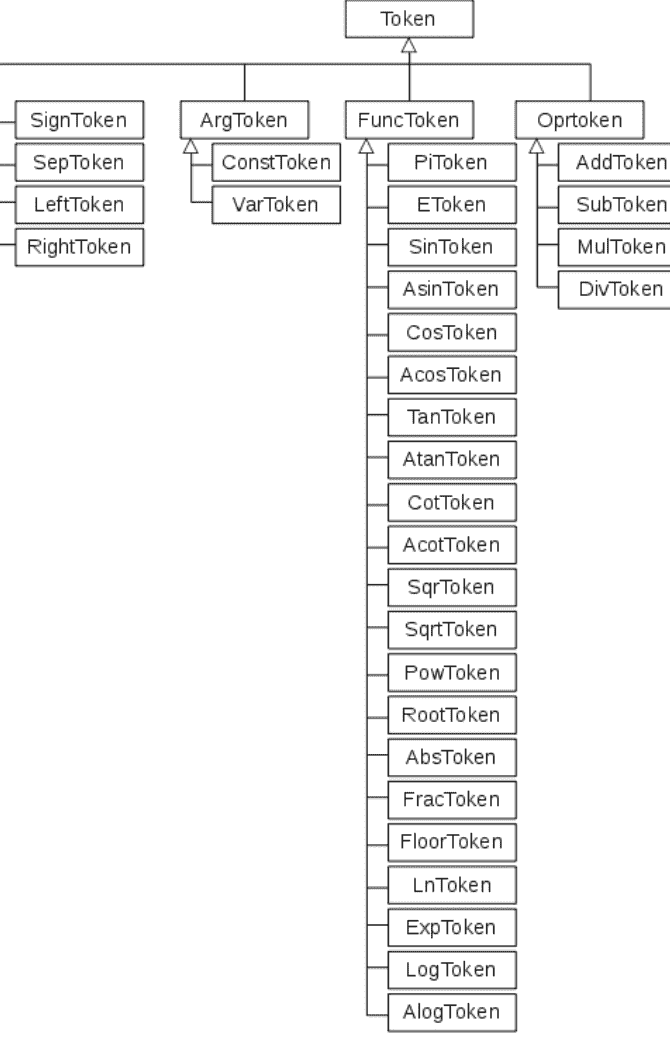 Token
SignToken
ArgToken
FuncToken
Oprtoken
SepToken
ConstToken
PiToken
AddToken
LeftToken
VarToken
EToken
SubToken
RightToken
SinToken
MulToken
AsinToken
DivToken
CosToken
AcosToken
TanToken
AtanToken
CotToken
AcotToken
SqrToken
SqrtToken
PowToken
RootToken
AbsToken
FracToken
FloorToken
LnToken
ExpToken
LogToken
AlogToken